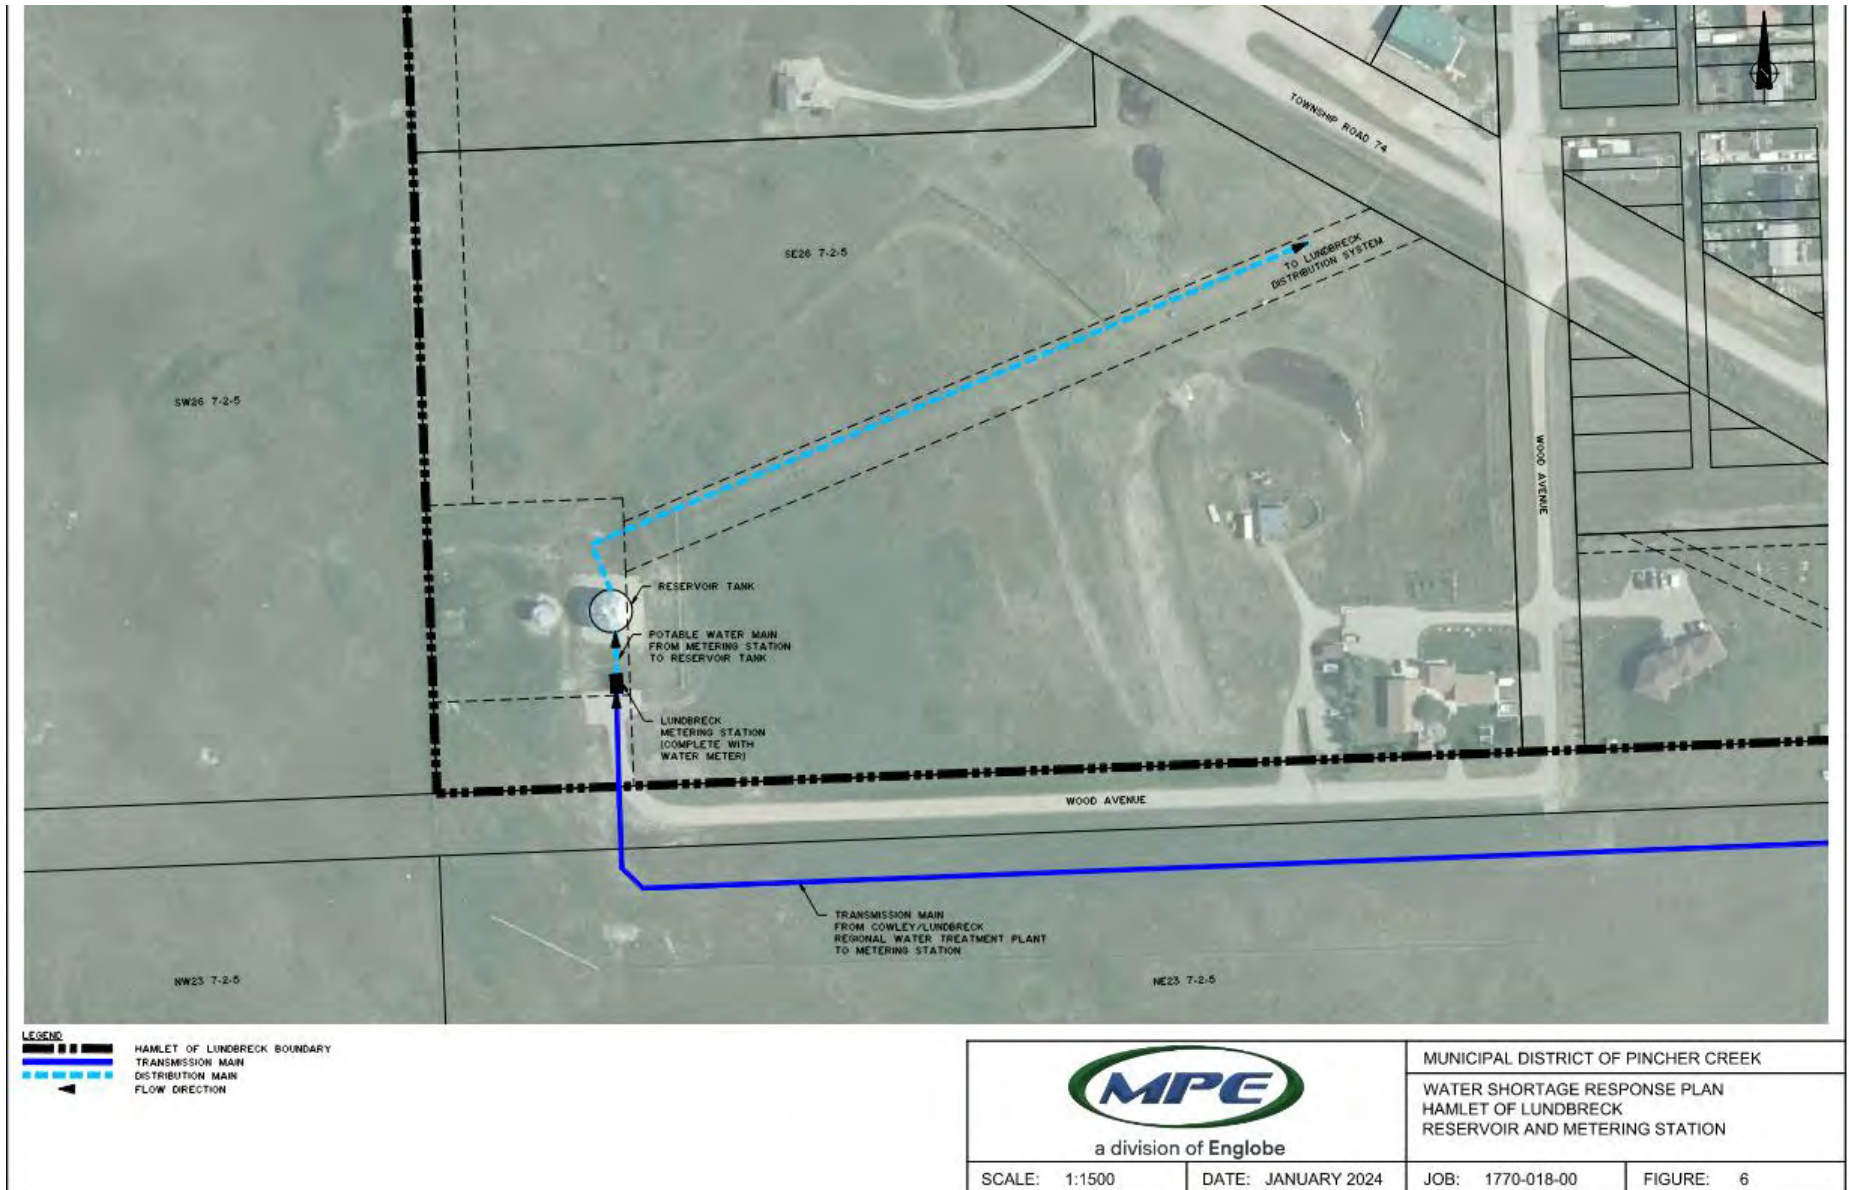 TOWNSHIP ROAD 74
N
SE26 7-2-5
TO LUNDBRECK
DISTRIBUTION SYSTEM
SW26 7-2-5
WOOD AVENUE
RESERVOIR TANK
POTABLE WATER MAIN
FROM METERING STATION
TO RESERVOIR TANK
LUNDBRECK
METERING STATION
(COMPLETE WITH
WATER METER)
WOOD AVENUE
TRANSMISSION MAIN
FROM COWLEY/LUNDBRECK
REGIONAL WATER TREATMENT PLANT
TO METERING STATION
NW23 7-2-5
NE23 7-2-5
LEGEND
HAMLET OF LUNDBRECK BOUNDARY
TRANSMISSION MAIN
DISTRIBUTION MAIN
FLOW DIRECTION
MPE
a division of Englobe
MUNICIPAL DISTRICT OF PINCHER CREEK
WATER SHORTAGE RESPONSE PLAN
HAMLET OF LUNDBRECK
RESERVOIR AND METERING STATION
SCALE: 1:1500
DATE: JANUARY 2024
JOB: 1770-018-00
FIGURE: 6